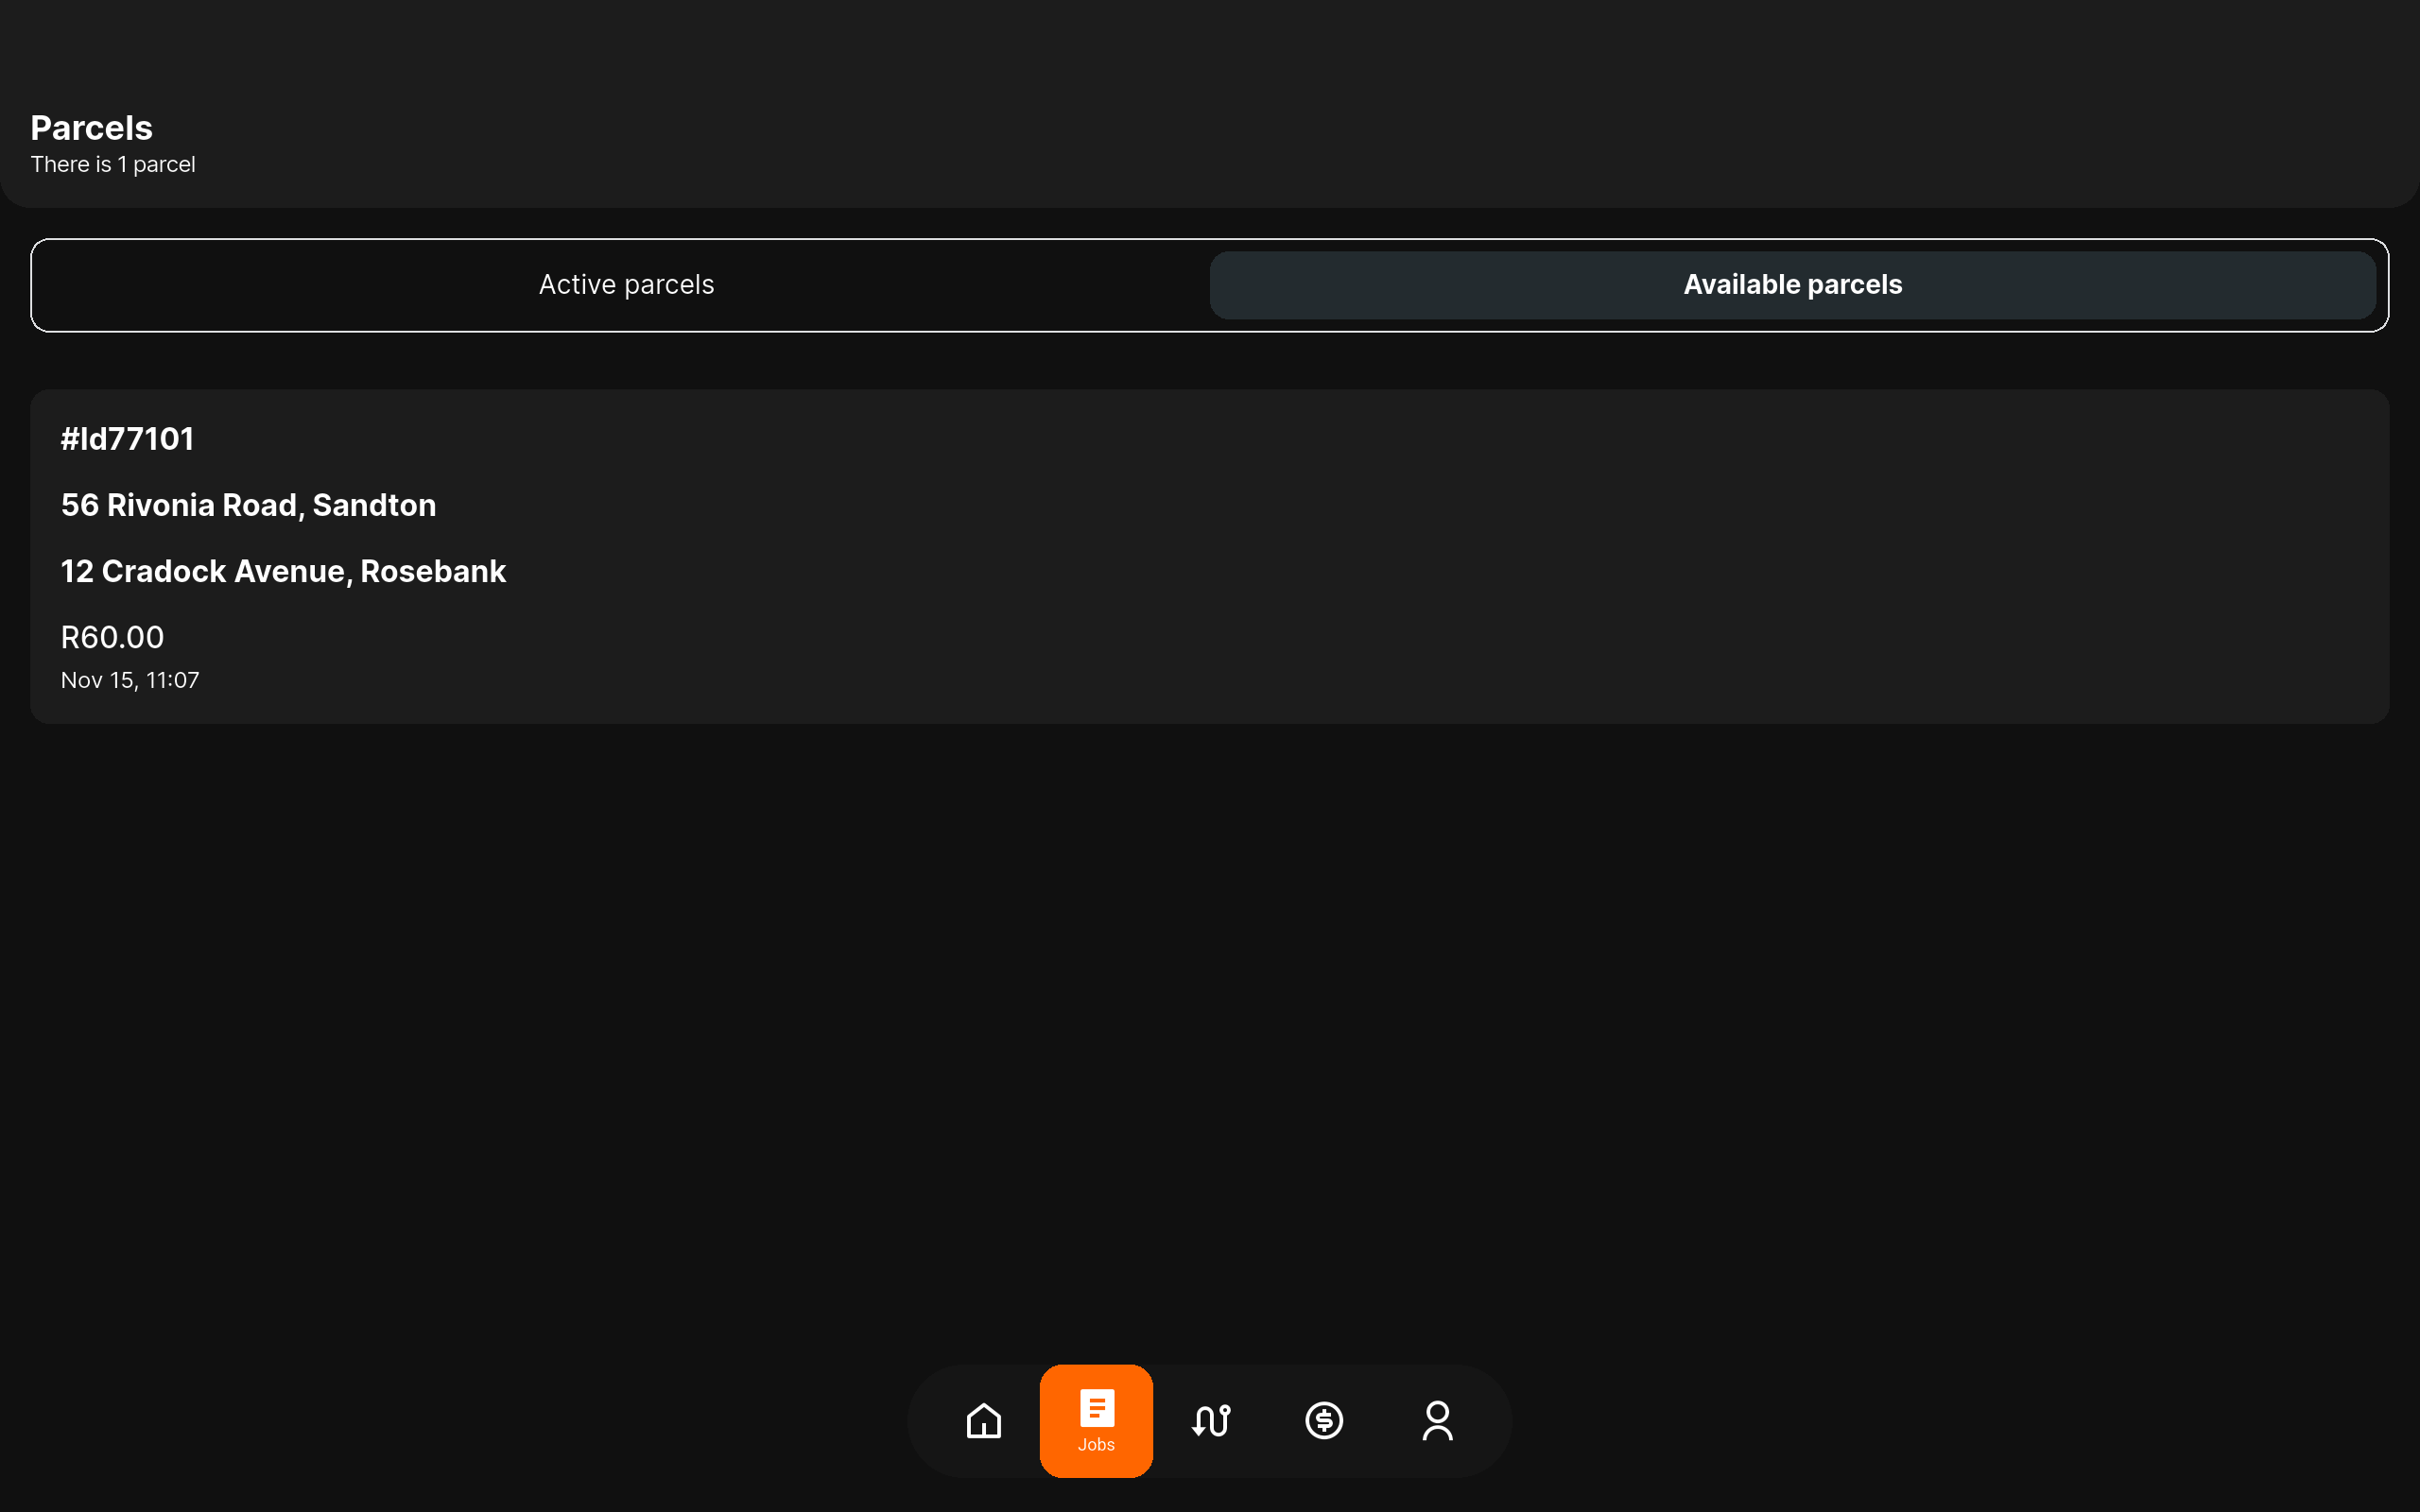 Parcels
There is 1 parcel
Active parcels
Available parcels
#Id77101
56 Rivonia Road, Sandton
12 Cradock Avenue, Rosebank
R60.00
Nov 15, 11:07
Jobs